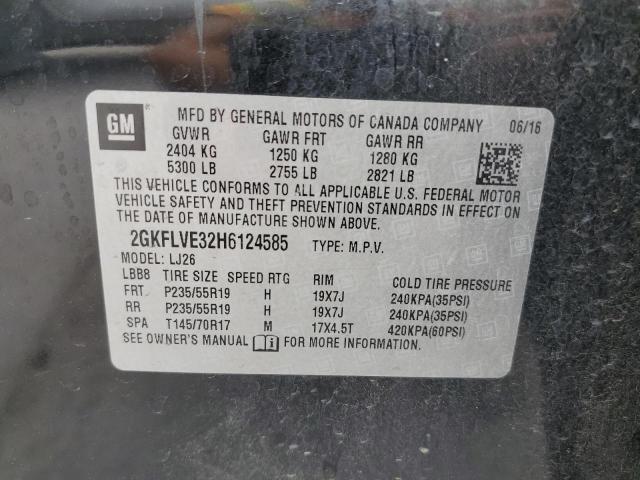 GM
MFD BY GENERAL MOTORS OF CANADA COMPANY 06/16
GVWR GAWR FRT GAWR RR
2404 KG 1250 KG 1280 KG
5300 LB 2755 LB 2821 LB
THIS VEHICLE CONFORMS TO ALL APPLICABLE U.S. FEDERAL MOTOR
VEHICLE SAFETY AND THEFT PREVENTION STANDARDS IN EFFECT ON
THE DATE OF MANUFACTURE SHOWN ABOVE.
2GKFLVE32H6124585 TYPE: M.P.V.
MODEL: LJ26
LBB8 TIRE SIZE SPEED RTG RIM COLD TIRE PRESSURE
FRT P235/55R19 H 19X7J 240KPA(35PSI)
RR P235/55R19 H 19X7J 240KPA(35PSI)
SPA T145/70R17 M 17X4.5T 420KPA(60PSI)
SEE OWNER'S MANUAL FOR MORE INFORMATION.